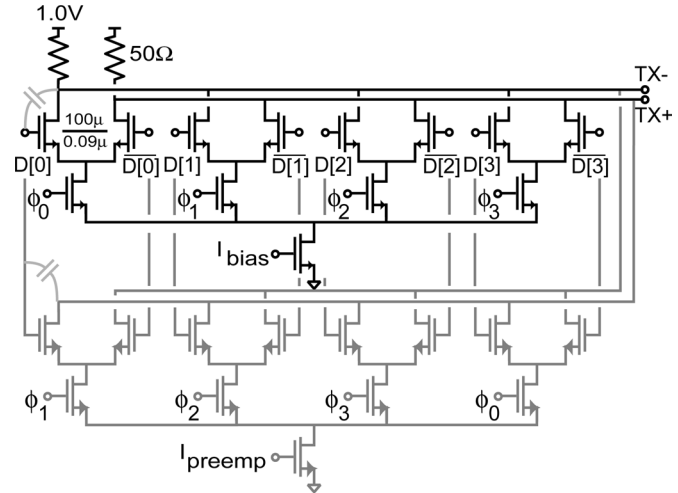 1.0V
50Ω
TX-
TX+
100μ
0.09μ
D[0]
D[0]
D[1]
D[1]
D[2]
D[2]
D[3]
D[3]
ϕ0
ϕ1
ϕ2
ϕ3
Ibias
ϕ1
ϕ2
ϕ3
ϕ0
Ipreemp